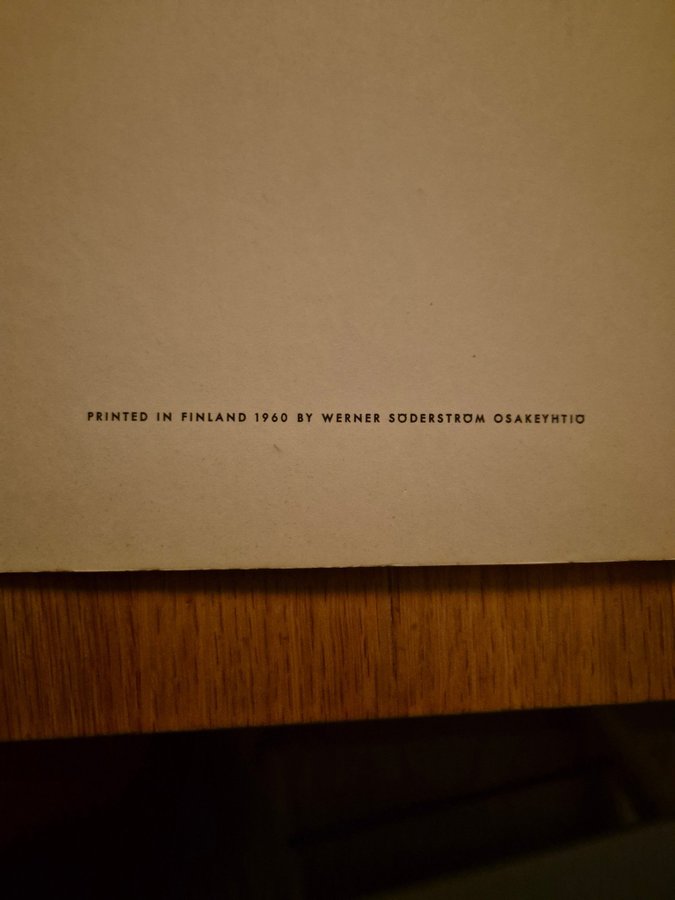 PRINTED IN FINLAND 1960 BY WERNER SÖDERSTRÖM OSAKEYHTIÖ